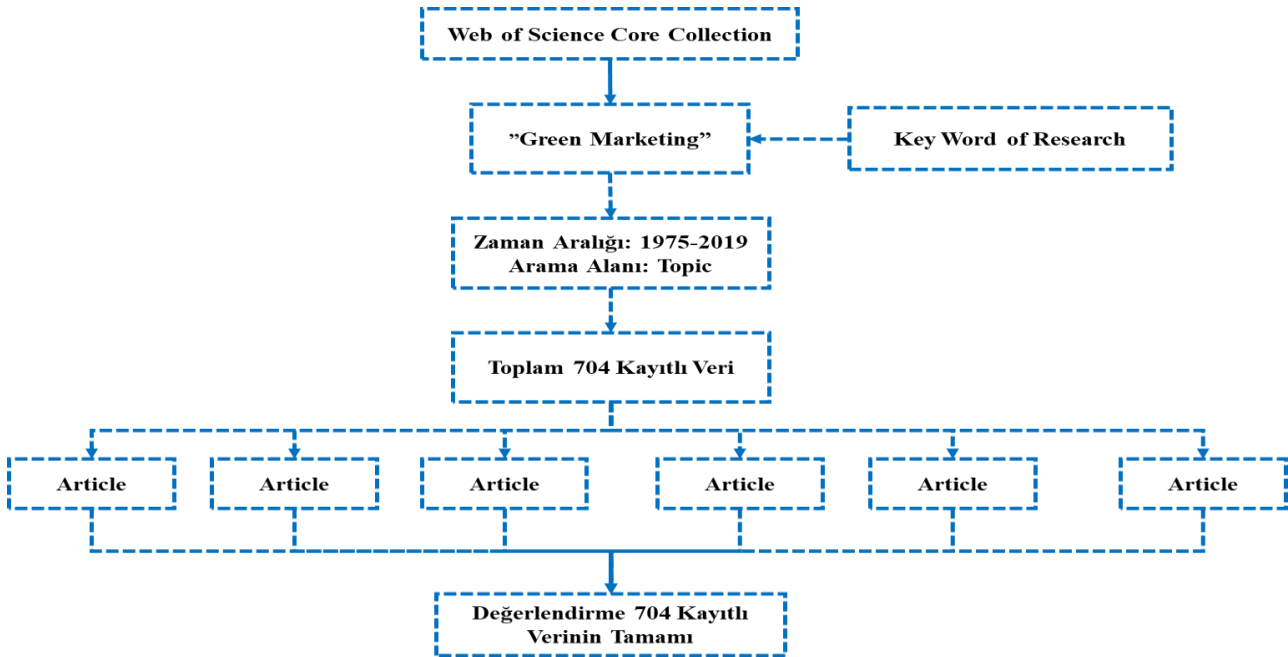 Web of Science Core Collection
”Green Marketing”
Key Word of Research
Zaman Aralığı: 1975-2019
Arama Alanı: Topic
Toplam 704 Kayıtlı Veri
Article
Article
Article
Article
Article
Article
Değerlendirme 704 Kayıtlı
Verinin Tamamı